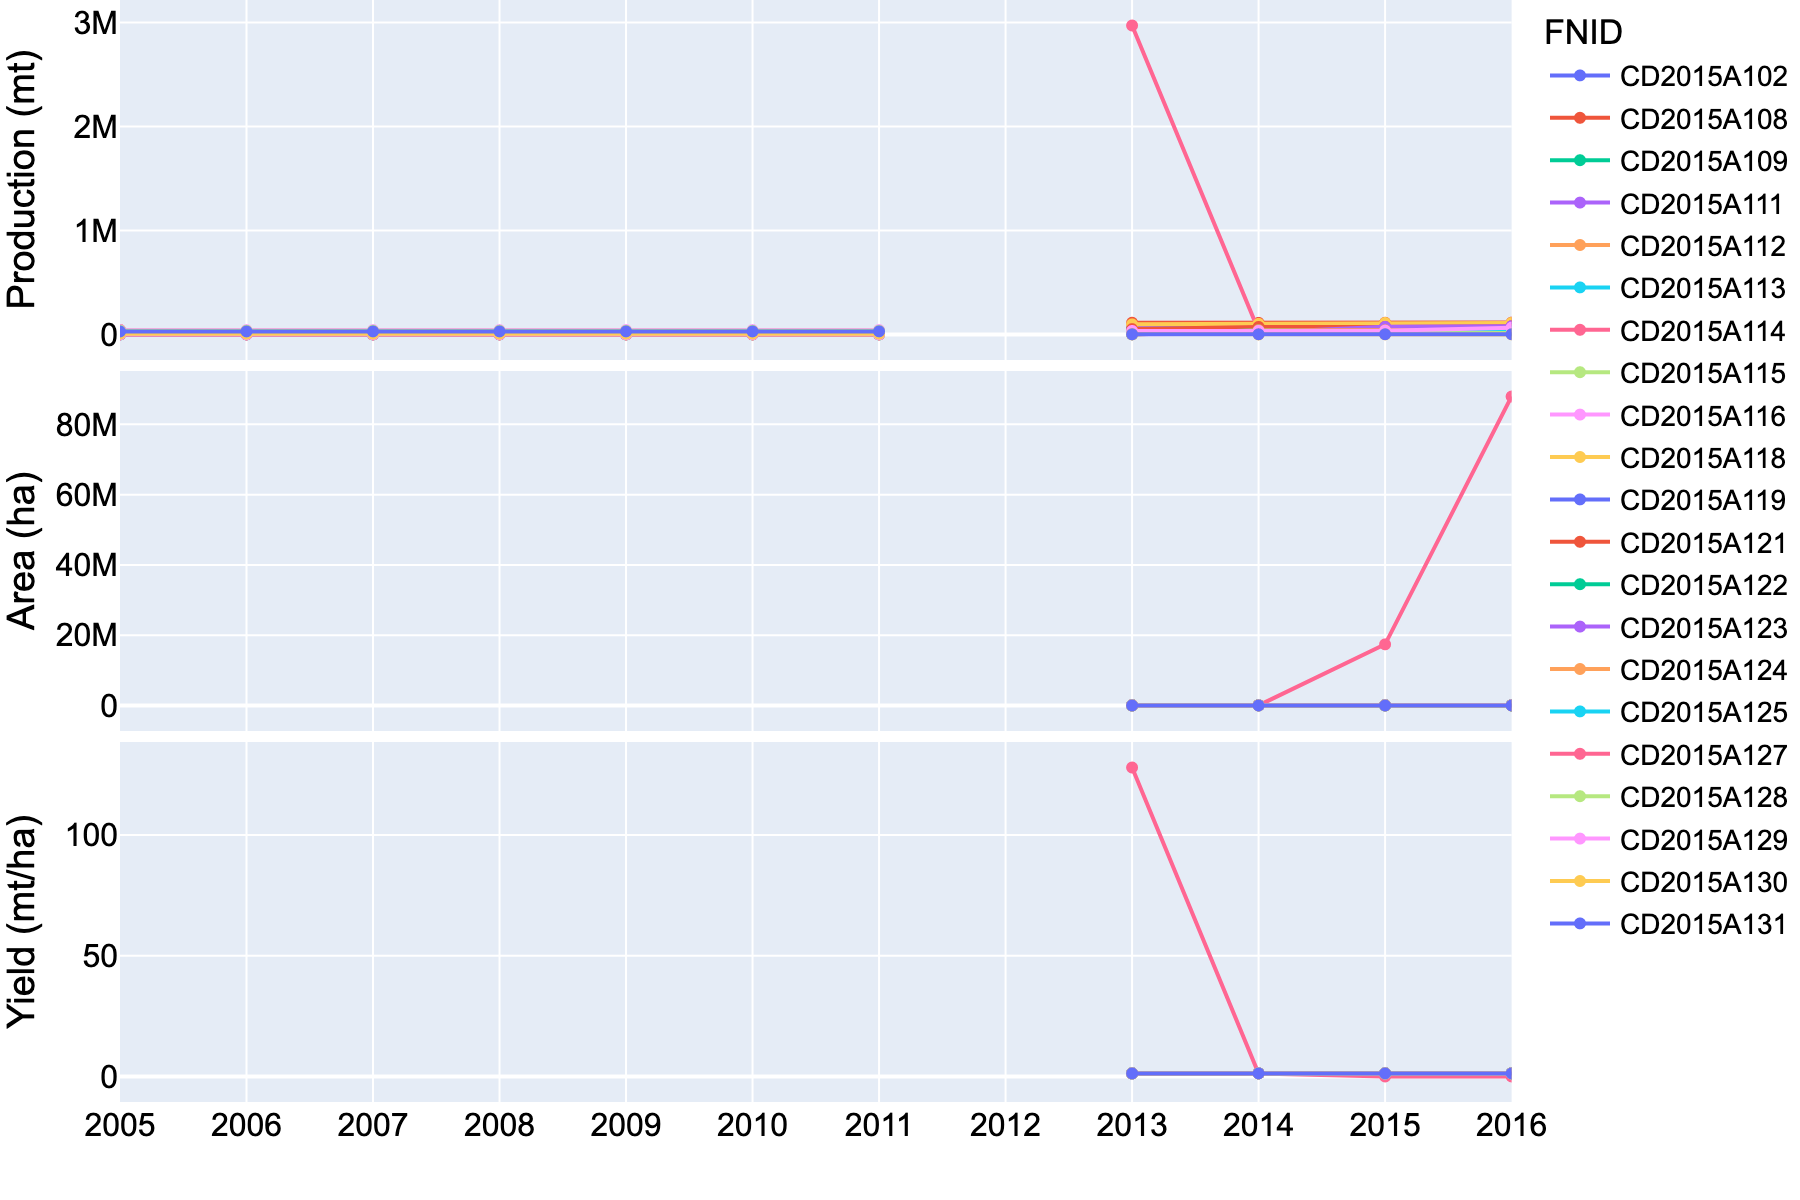 Production (mt)
3M
2M
1M
0
Area (ha)
80M
60M
40M
20M
0
Yield (mt/ha)
100
50
0
2005 2006 2007 2008 2009 2010 2011 2012 2013 2014 2015 2016
FNID
CD2015A102
CD2015A108
CD2015A109
CD2015A111
CD2015A112
CD2015A113
CD2015A114
CD2015A115
CD2015A116
CD2015A118
CD2015A119
CD2015A121
CD2015A122
CD2015A123
CD2015A124
CD2015A125
CD2015A127
CD2015A128
CD2015A129
CD2015A130
CD2015A131